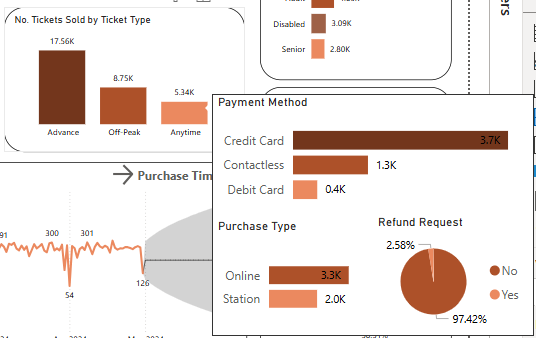 No. Tickets Sold by Ticket Type
17.56K
8.75K
5.34K
Advance
Off-Peak
Anytime
Disabled
3.09K
Senior
2.80K
Payment Method
Credit Card
3.7K
Contactless
1.3K
Debit Card
0.4K
Purchase Type
Online
3.3K
Station
2.0K
Refund Request
2.58%
97.42%
No
Yes
Purchase Tim
91
300
301
54
126
ers